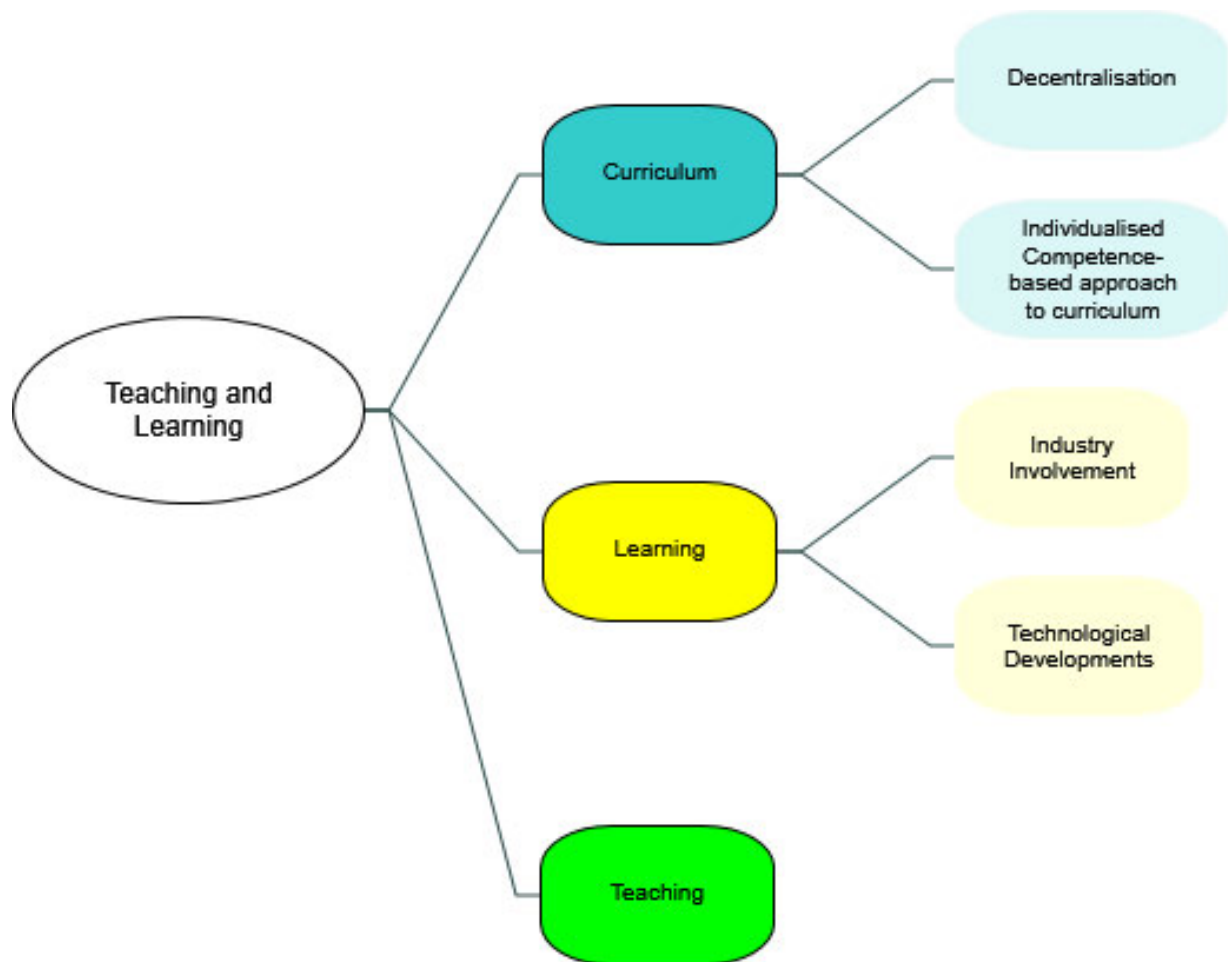 Decentralisation
Curriculum
Individualised
Competence-
based approach
to curriculum
Teaching and
Learning
Industry
Involvement
Learning
Technological
Developments
Teaching